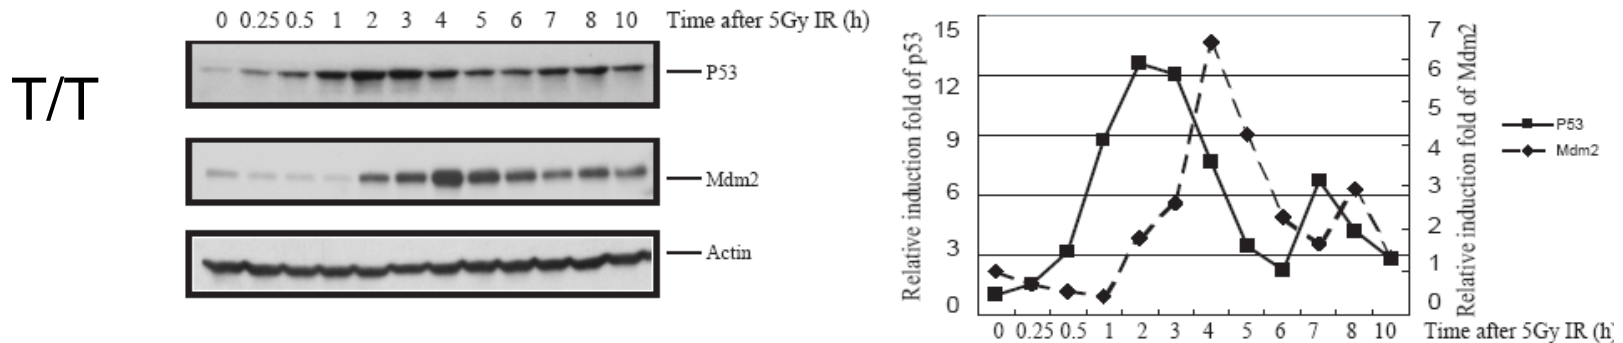 T/T
0 0.25 0.5 1 2 3 4 5 6 7 8 10 Time after 5Gy IR (h)
P53
Mdm2
Actin
Relative induction fold of p53
15
12
9
6
3
0
7
6
5
4
3
2
1
0
Relative induction fold of Mdm2
P53
Mdm2
0 0.25 0.5 1 2 3 4 5 6 7 8 10 Time after 5Gy IR (h)